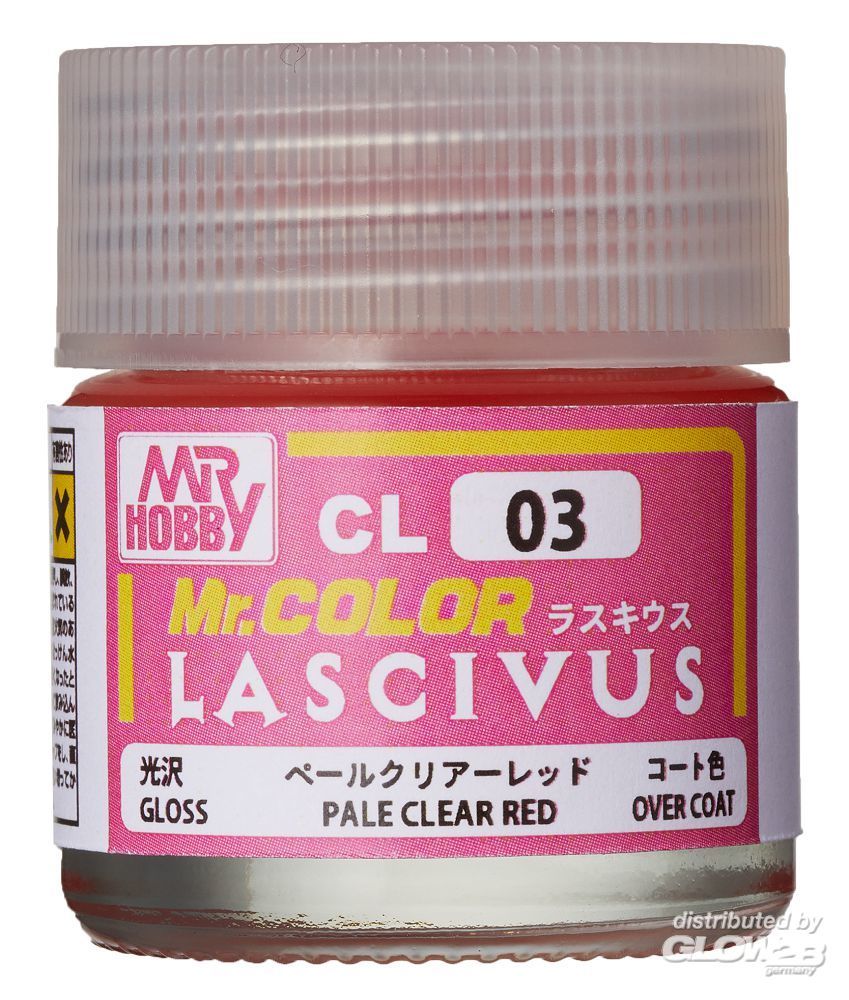 MR HOBBY
CL 03
Mr.COLOR ラスキウス
LASCIVUS
光沢 ペールクリアーレッド コート色
GLOSS PALE CLEAR RED OVER COAT
distributed by
GLOW2B
germany